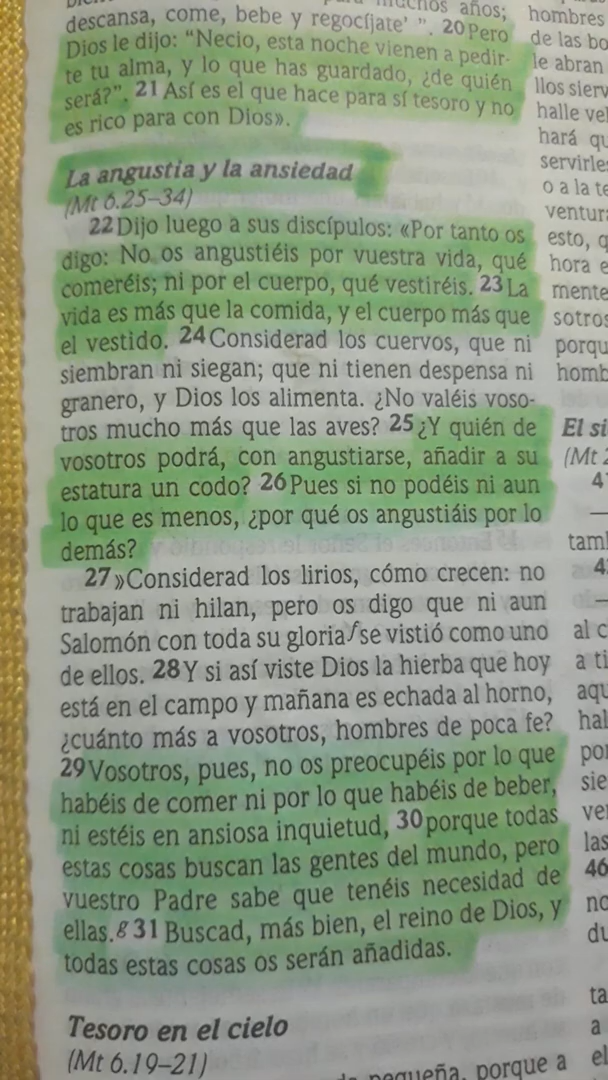 muchos años;
descansa, come, bebe y regocíjate' ". 20 Pero
Dios le dijo: “Necio, esta noche vienen a pedir-
te tu alma, y lo que has guardado, ¿de quién
será?”. 21 Así es el que hace para sí tesoro y no
es rico para con Dios».
La angustia y la ansiedad
(Mt 6.25–34)
22 Dijo luego a sus discípulos: «Por tanto os
digo: No os angustiéis por vuestra vida, qué
comeréis; ni por el cuerpo, qué vestiréis. 23 La
vida es más que la comida, y el cuerpo más que
el vestido. 24 Considerad los cuervos, que ni
siembran ni siegan; que ni tienen despensa ni
granero, y Dios los alimenta. ¿No valéis voso-
tros mucho más que las aves? 25 ¿Y quién de
vosotros podrá, con angustiarse, añadir a su
estatura un codo? 26 Pues si no podéis ni aun
lo que es menos, ¿por qué os angustiáis por lo
demás?
27 »Considerad los lirios, cómo crecen: no
trabajan ni hilan, pero os digo que ni aun
Salomón con toda su gloria f se vistió como uno
de ellos. 28 Y si así viste Dios la hierba que hoy
está en el campo y mañana es echada al horno,
¿cuánto más a vosotros, hombres de poca fe?
29 Vosotros, pues, no os preocupéis por lo que
habéis de comer ni por lo que habéis de beber,
ni estéis en ansiosa inquietud, 30 porque todas
estas cosas buscan las gentes del mundo, pero
vuestro Padre sabe que tenéis necesidad de
ellas. g 31 Buscad, más bien, el reino de Dios, y
todas estas cosas os serán añadidas.
Tesoro en el cielo
(Mt 6.19–21)
pequeña, porque a
hombres
de las bo
le abran
llos sierv
halle vel
hará qu
servirles
o a la te
ventura
esto, q
hora e
mente
sotros
porqu
homb
El si
(Mt 2
4
—
tam
4
—
al c
a ti
aqu
hal
por
sie
ve
las
46
no
du
ta
a
el